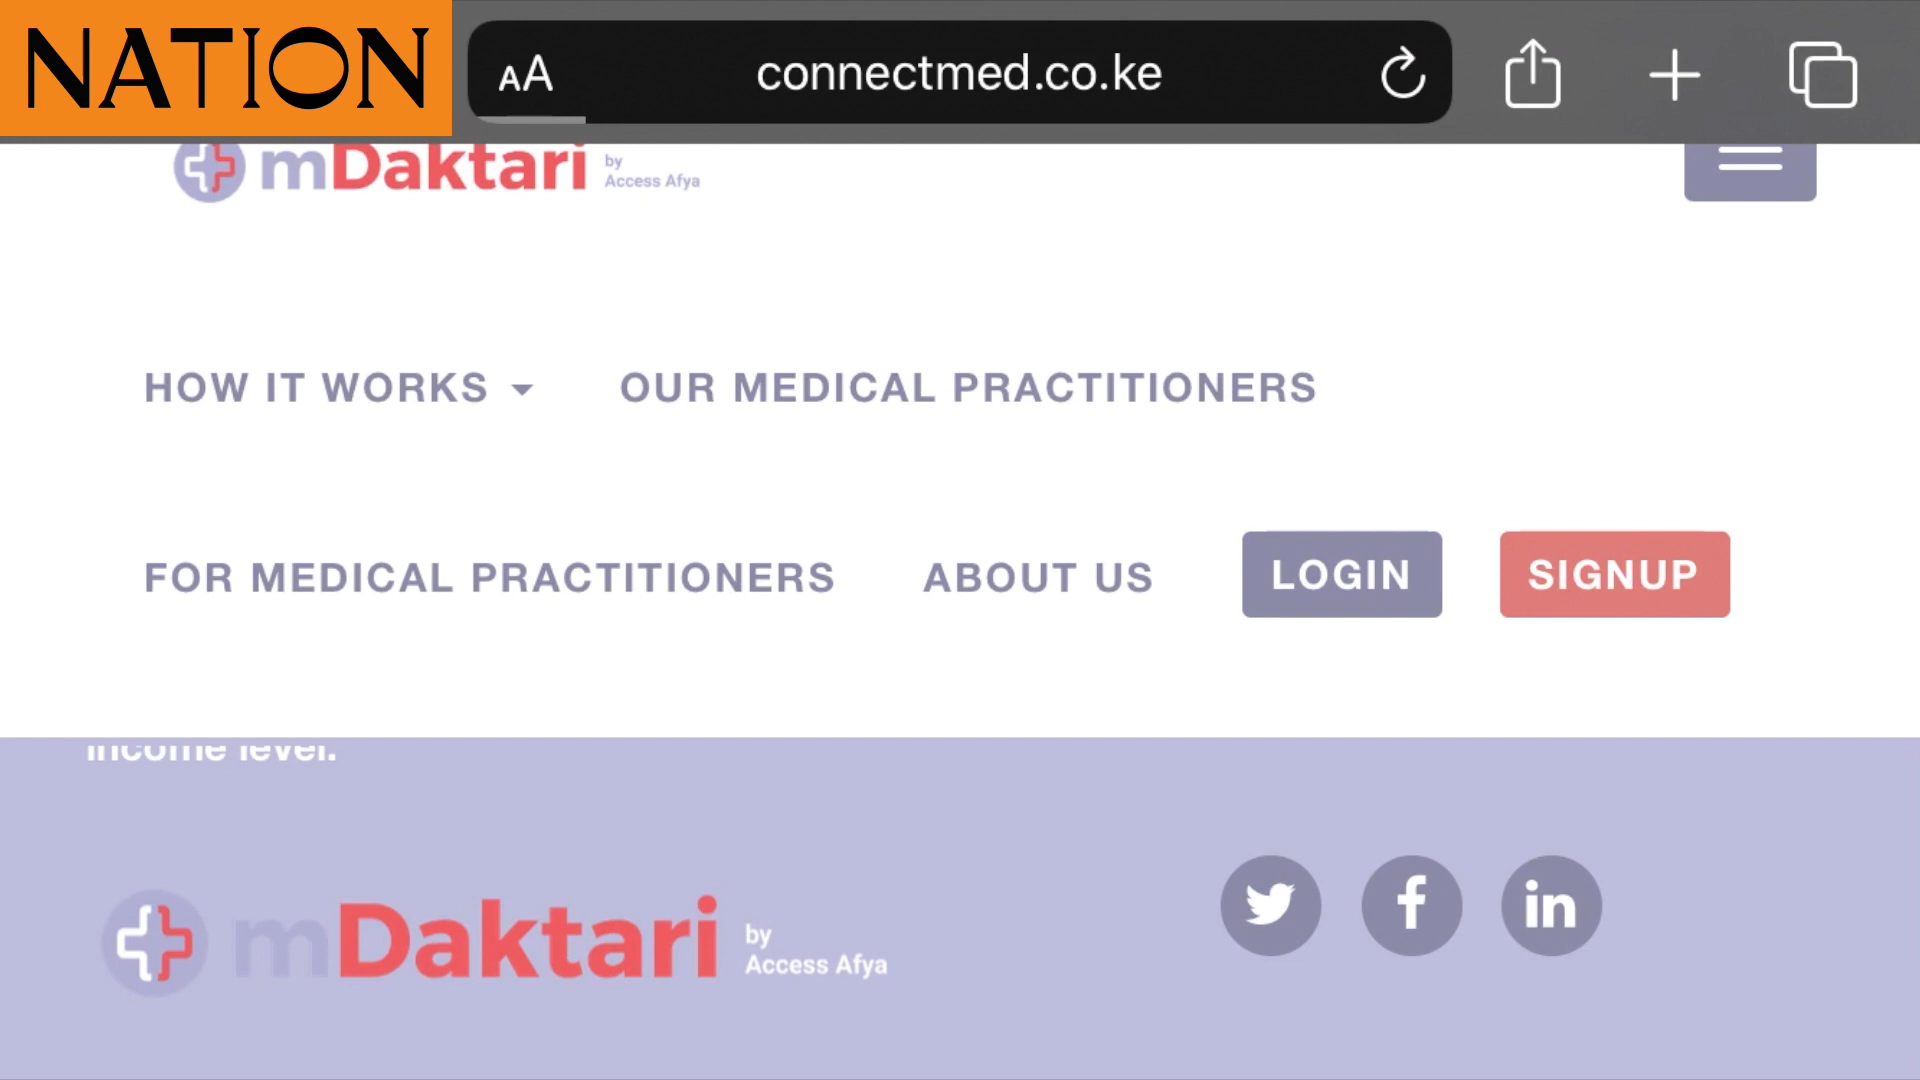 NATION
AA
connectmed.co.ke
mDaktari by
Access Afya
HOW IT WORKS
OUR MEDICAL PRACTITIONERS
FOR MEDICAL PRACTITIONERS
ABOUT US
LOGIN
SIGNUP
income level.
mDaktari by
Access Afya
f
in